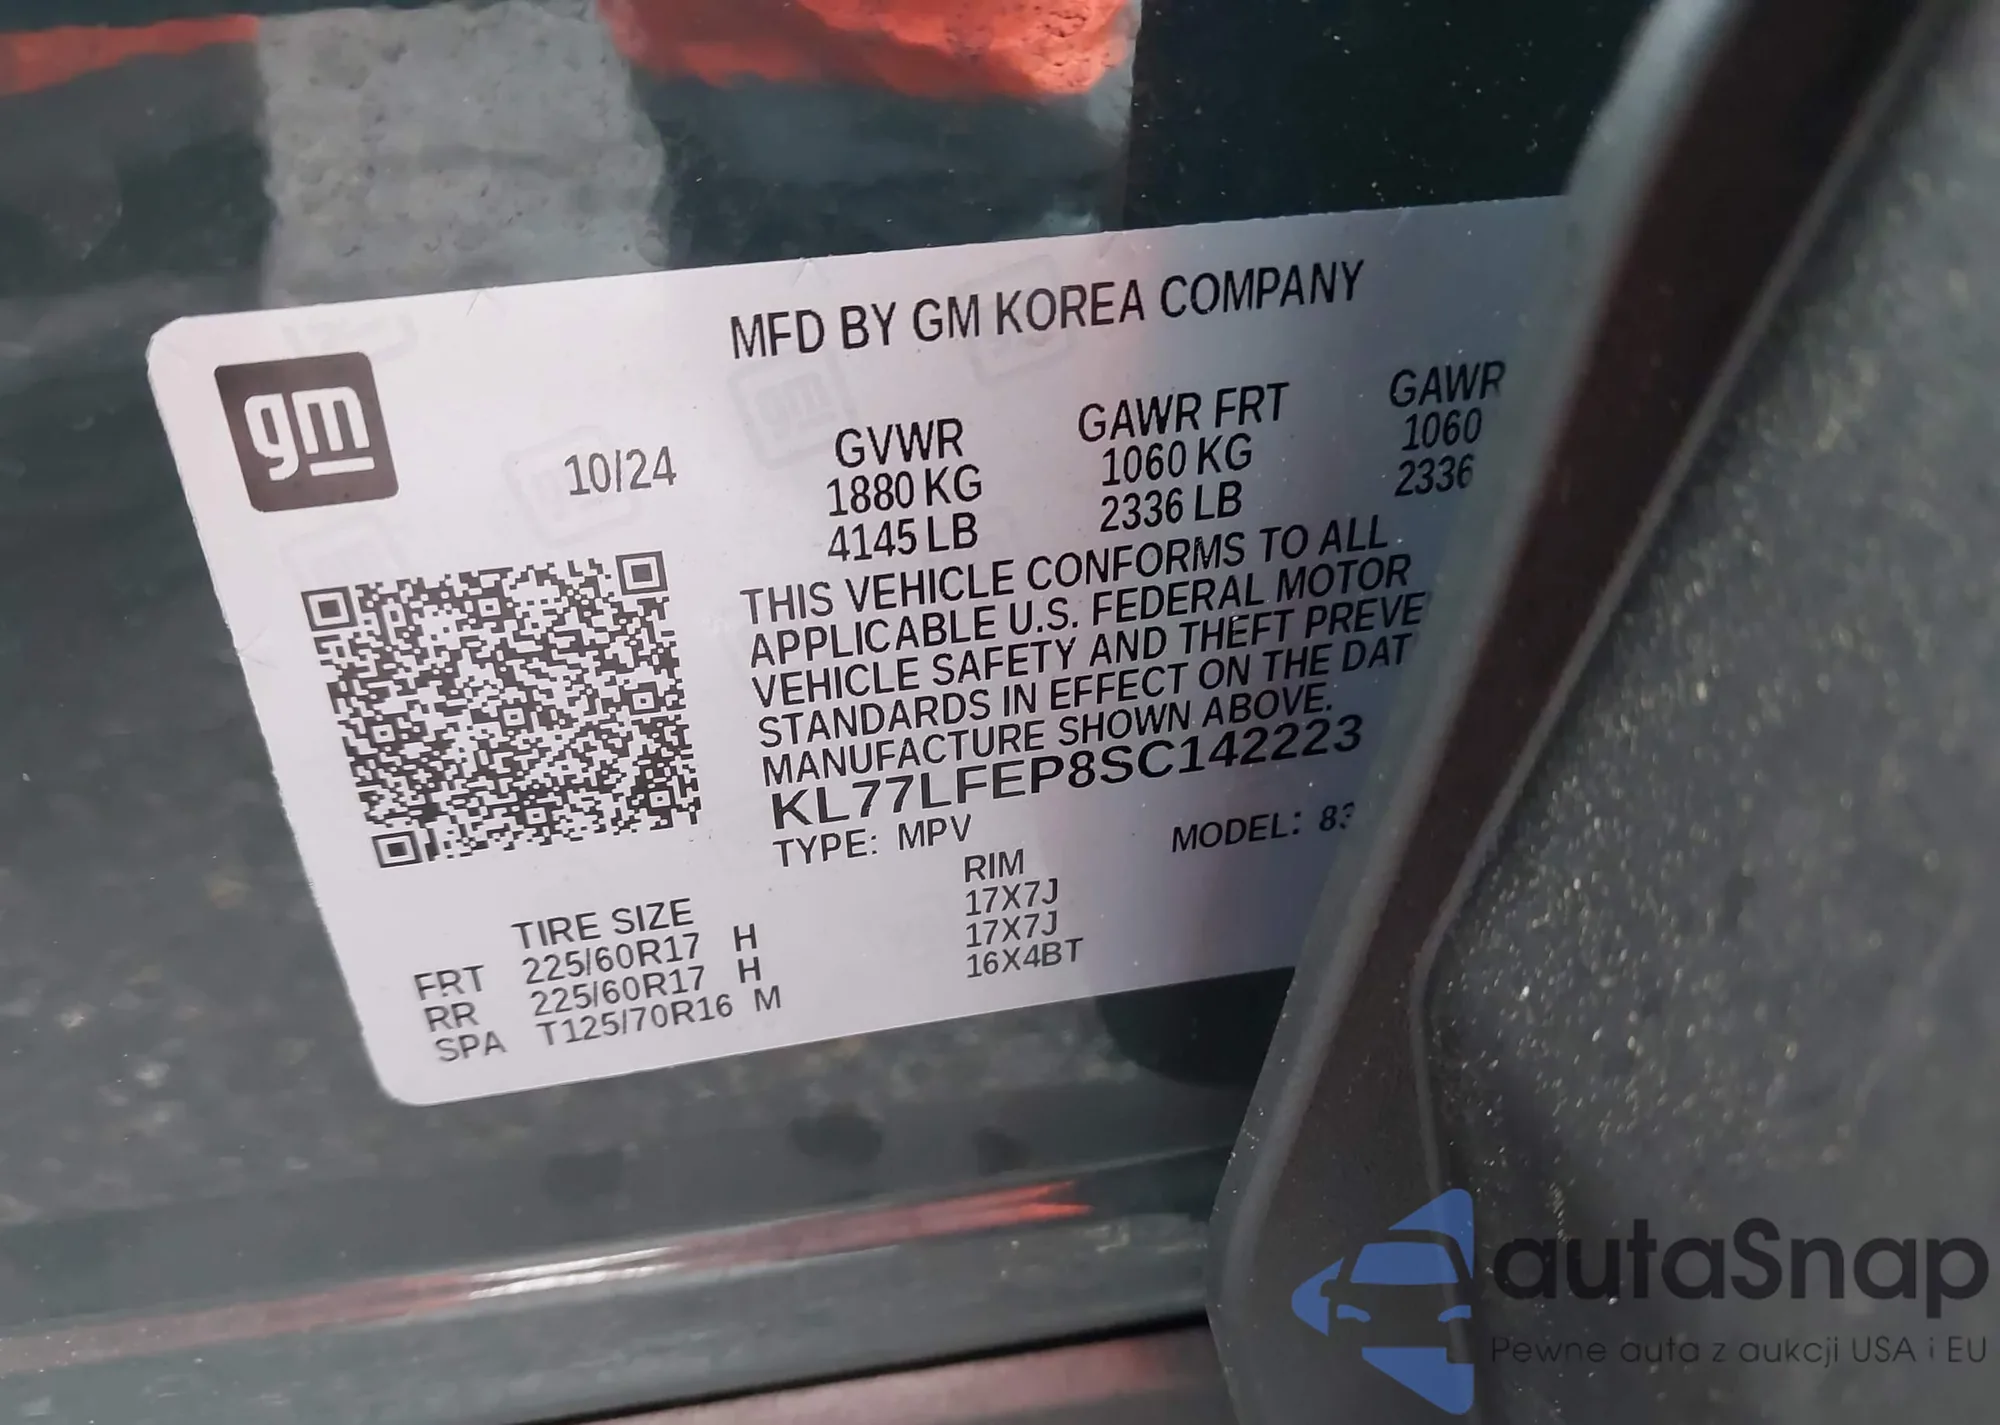 MFD BY GM KOREA COMPANY
gm
10/24
GVWR GAWR FRT GAWR
1880 KG 1060 KG 1060
4145 LB 2336 LB 2336
THIS VEHICLE CONFORMS TO ALL
APPLICABLE U.S. FEDERAL MOTOR
VEHICLE SAFETY AND THEFT PREVE
STANDARDS IN EFFECT ON THE DAT
MANUFACTURE SHOWN ABOVE.
KL77LFEP8SC142223
TYPE: MPV MODEL: 83
TIRE SIZE RIM
FRT 225/60R17 H 17X7J
RR 225/60R17 H 17X7J
SPA T125/70R16 M 16X4BT
autaSnap
Pewne auta z aukcji USA i EU